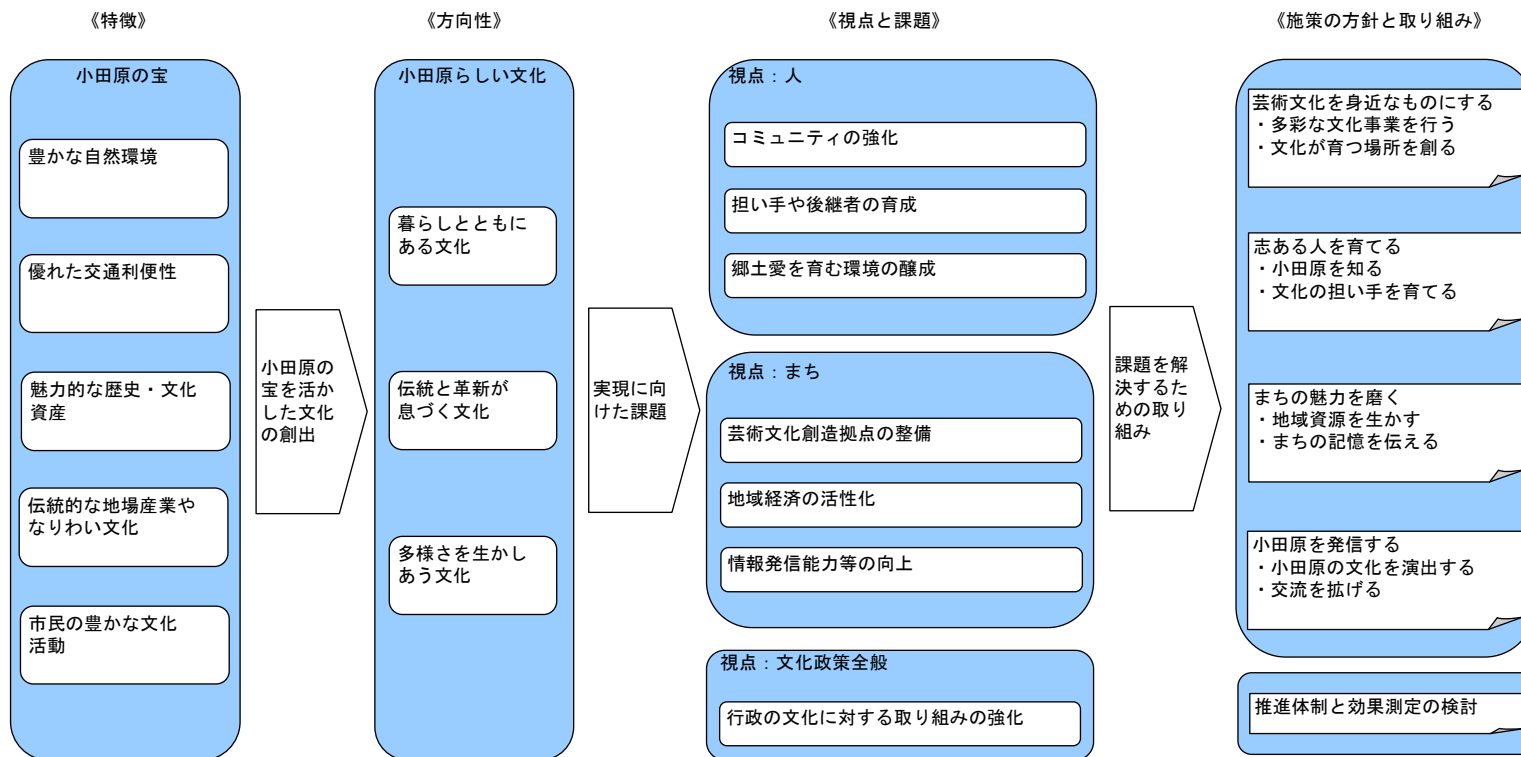 《特徴》
《方向性》
《視点と課題》
《施策の方針と取り組み》
小田原の宝
豊かな自然環境
優れた交通利便性
魅力的な歴史・文化
資産
伝統的な地場産業や
なりわい文化
市民の豊かな文化
活動
小田原の
宝を活か
した文化
の創出
小田原らしい文化
暮らしとともに
ある文化
伝統と革新が
息づく文化
多様さを生かし
あう文化
実現に向
けた課題
視点：人
コミュニティの強化
担い手や後継者の育成
郷土愛を育む環境の醸成
視点：まち
芸術文化創造拠点の整備
地域経済の活性化
情報発信能力等の向上
視点：文化政策全般
行政の文化に対する取り組みの強化
課題を解
決するた
めの取り
組み
芸術文化を身近なものにする
・多彩な文化事業を行う
・文化が育つ場所を創る
志ある人を育てる
・小田原を知る
・文化の担い手を育てる
まちの魅力を磨く
・地域資源を生かす
・まちの記憶を伝える
小田原を発信する
・小田原の文化を演出する
・交流を拡げる
推進体制と効果測定の検討